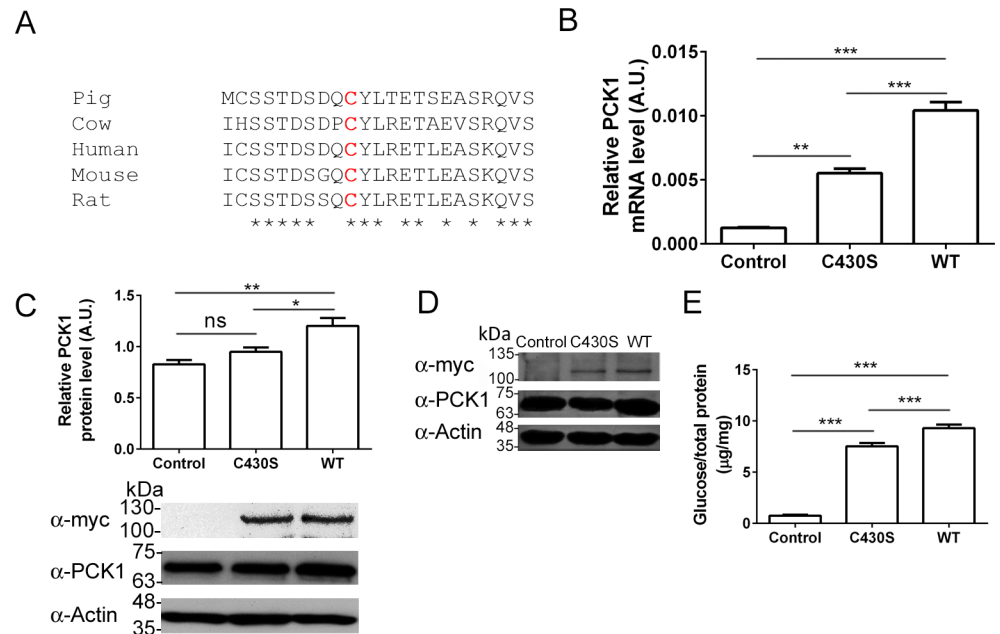 A
Pig MCSSTDSDQCYLTETSEASRQVS
Cow IHSSTDSDPCYLRETAEVSRQVS
Human ICSSTDSDQCYLRETLEASKQVS
Mouse ICSSTDSGQCYLRETLEASKQVS
Rat ICSSTDSSQCYLRETLEASKQVS
***** *** ** * * ***
B
Relative PCK1
mRNA level (A.U.)
0.015
0.010
0.005
0.000
***
***
**
Control C430S WT
C
Relative PCK1
protein level (A.U.)
1.5
1.0
0.5
0.0
**
*
ns
Control C430S WT
kDa
α-myc 130-
100-
α-PCK1 75-
63-
α-Actin 48-
35-
D
kDa Control C430S WT
α-myc 135-
100-
α-PCK1 75-
63-
α-Actin 48-
35-
E
Glucose/total protein
(μg/mg)
15
10
5
0
***
***
***
Control C430S WT